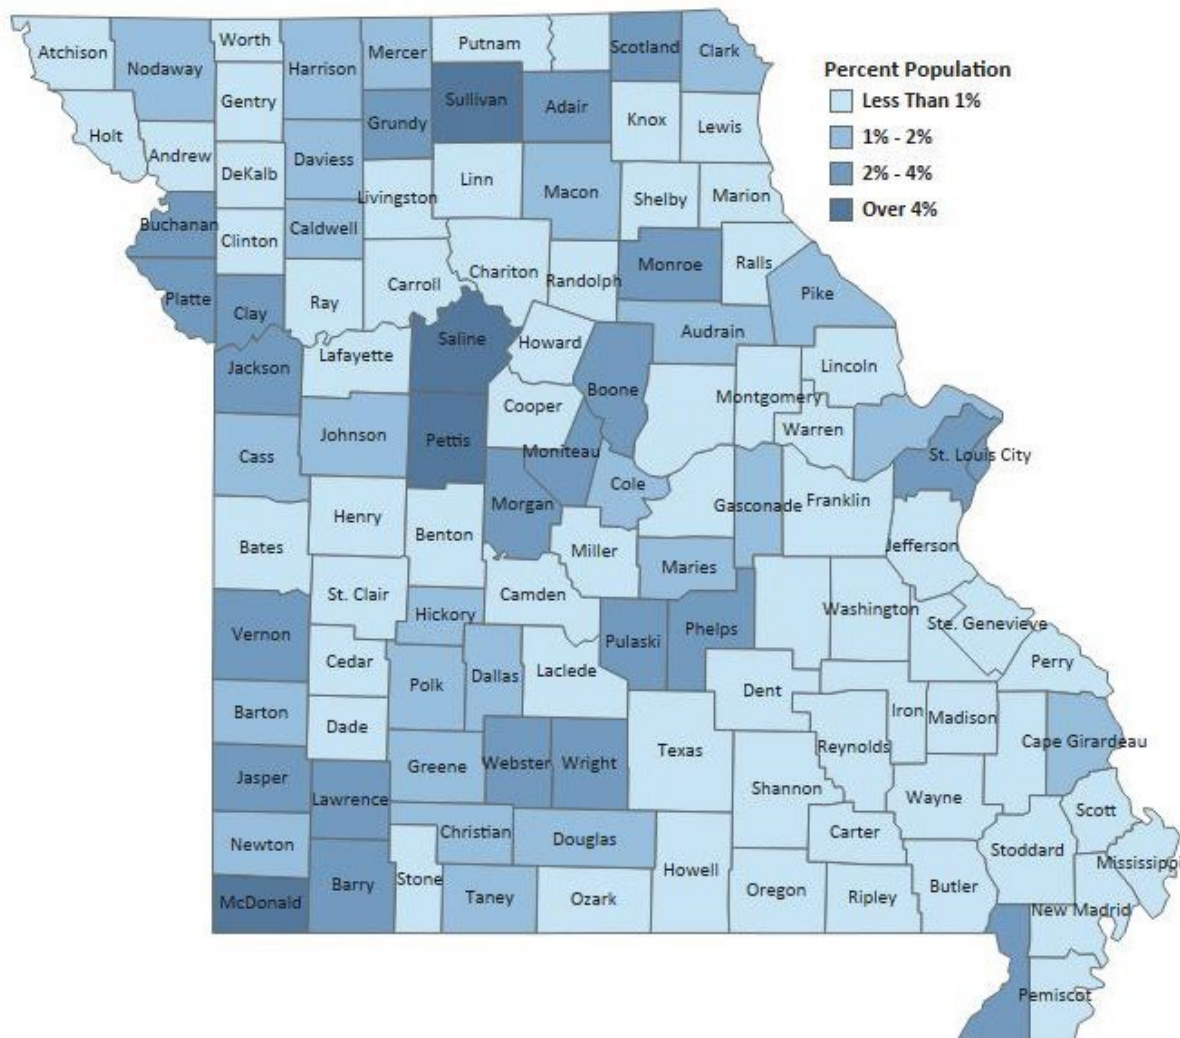 Percent Population
Less Than 1%
1% - 2%
2% - 4%
Over 4%
Atchison
Nodaway
Worth
Harrison
Mercer
Putnam
Scotland
Clark
Holt
Andrew
Gentry
DeKalb
Daviess
Grundy
Sullivan
Adair
Knox
Lewis
Buchanan
Clinton
Caldwell
Livingston
Linn
Macon
Shelby
Marion
Platte
Clay
Ray
Carroll
Chariton
Randolph
Monroe
Ralls
Pike
Jackson
Lafayette
Saline
Howard
Boone
Audrain
Lincoln
Cass
Johnson
Pettis
Cooper
Moniteau
Cole
Montgomery
Warren
St. Louis City
Bates
Henry
Benton
Morgan
Miller
Maries
Gasconade
Franklin
Jefferson
Vernon
St. Clair
Hickory
Camden
Pulaski
Phelps
Washington
Ste. Genevieve
Perry
Barton
Cedar
Polk
Dallas
Laclede
Dent
Iron
Madison
Cape Girardeau
Jasper
Dade
Greene
Webster
Wright
Texas
Shannon
Reynolds
Wayne
Scott
Newton
Lawrence
Christian
Douglas
Howell
Carter
Stoddard
Mississippi
McDonald
Barry
Stone
Taney
Ozark
Oregon
Ripley
Butler
New Madrid
Pemiscot